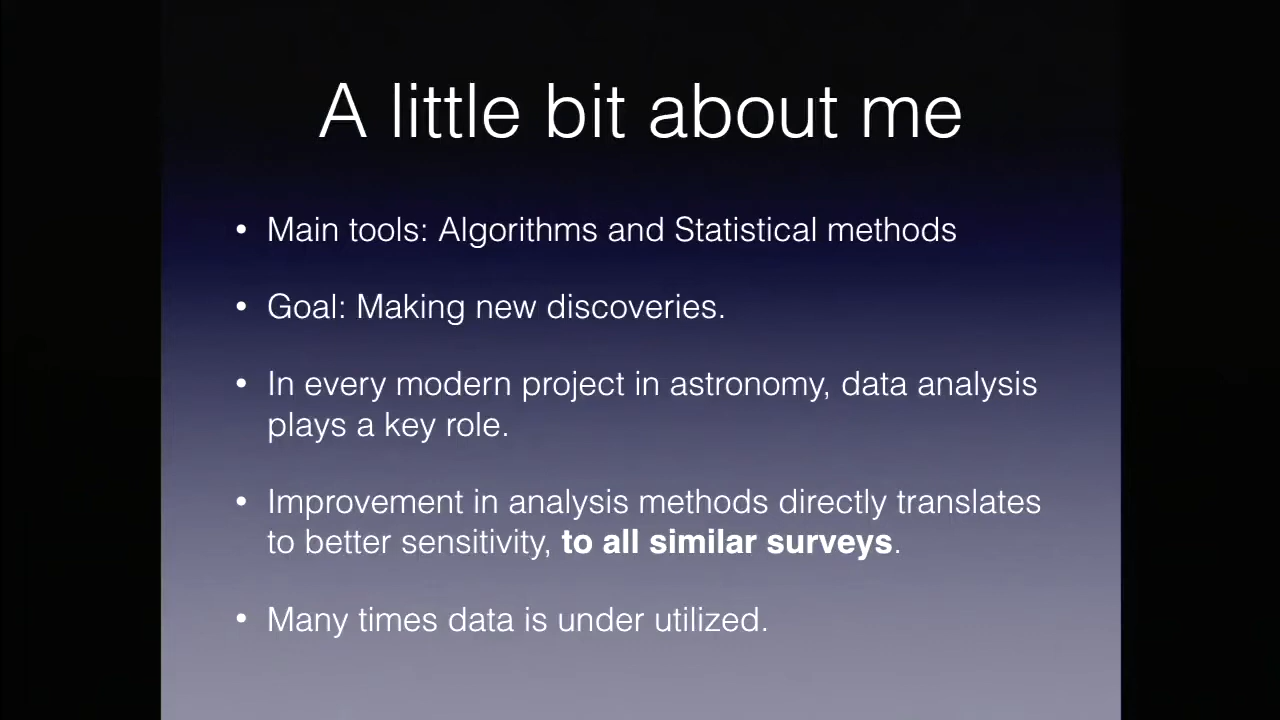 A little bit about me
• Main tools: Algorithms and Statistical methods
• Goal: Making new discoveries.
• In every modern project in astronomy, data analysis
plays a key role.
• Improvement in analysis methods directly translates
to better sensitivity, to all similar surveys.
• Many times data is under utilized.